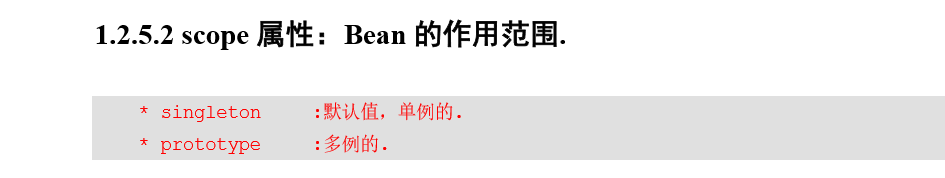 1.2.5.2 scope 属性：Bean 的作用范围.
* singleton :默认值，单例的.
* prototype :多例的.